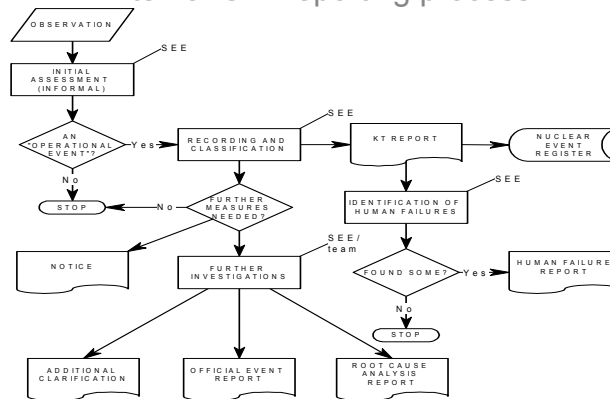 reporting process
OBSERVATION
SEE
INITIAL
ASSESSMENT
(INFORMAL)
SEE
AN
"OPERATIONAL
EVENT"?
Yes
RECORDING AND
CLASSIFICATION
KT REPORT
NUCLEAR
EVENT
REGISTER
No
SEE
STOP
No
FURTHER
MEASURES
NEEDED?
IDENTIFICATION OF
HUMAN FAILURES
SEE/
team
NOTICE
FURTHER
INVESTIGATIONS
FOUND SOME?
Yes
HUMAN FAILURE
REPORT
No
STOP
ADDITIONAL
CLARIFICATION
OFFICIAL EVENT
REPORT
ROOT CAUSE
ANALYSIS
REPORT